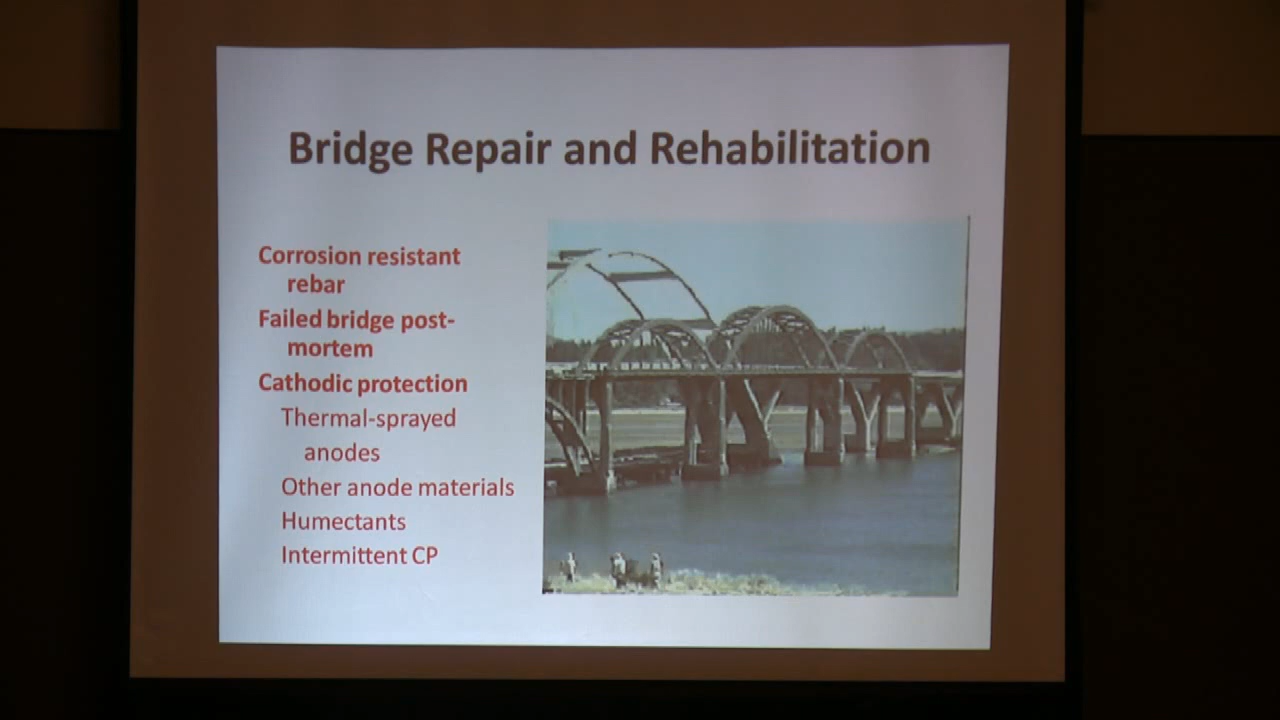 Bridge Repair and Rehabilitation
Corrosion resistant
rebar
Failed bridge post-
mortem
Cathodic protection
Thermal-sprayed
anodes
Other anode materials
Humectants
Intermittent CP